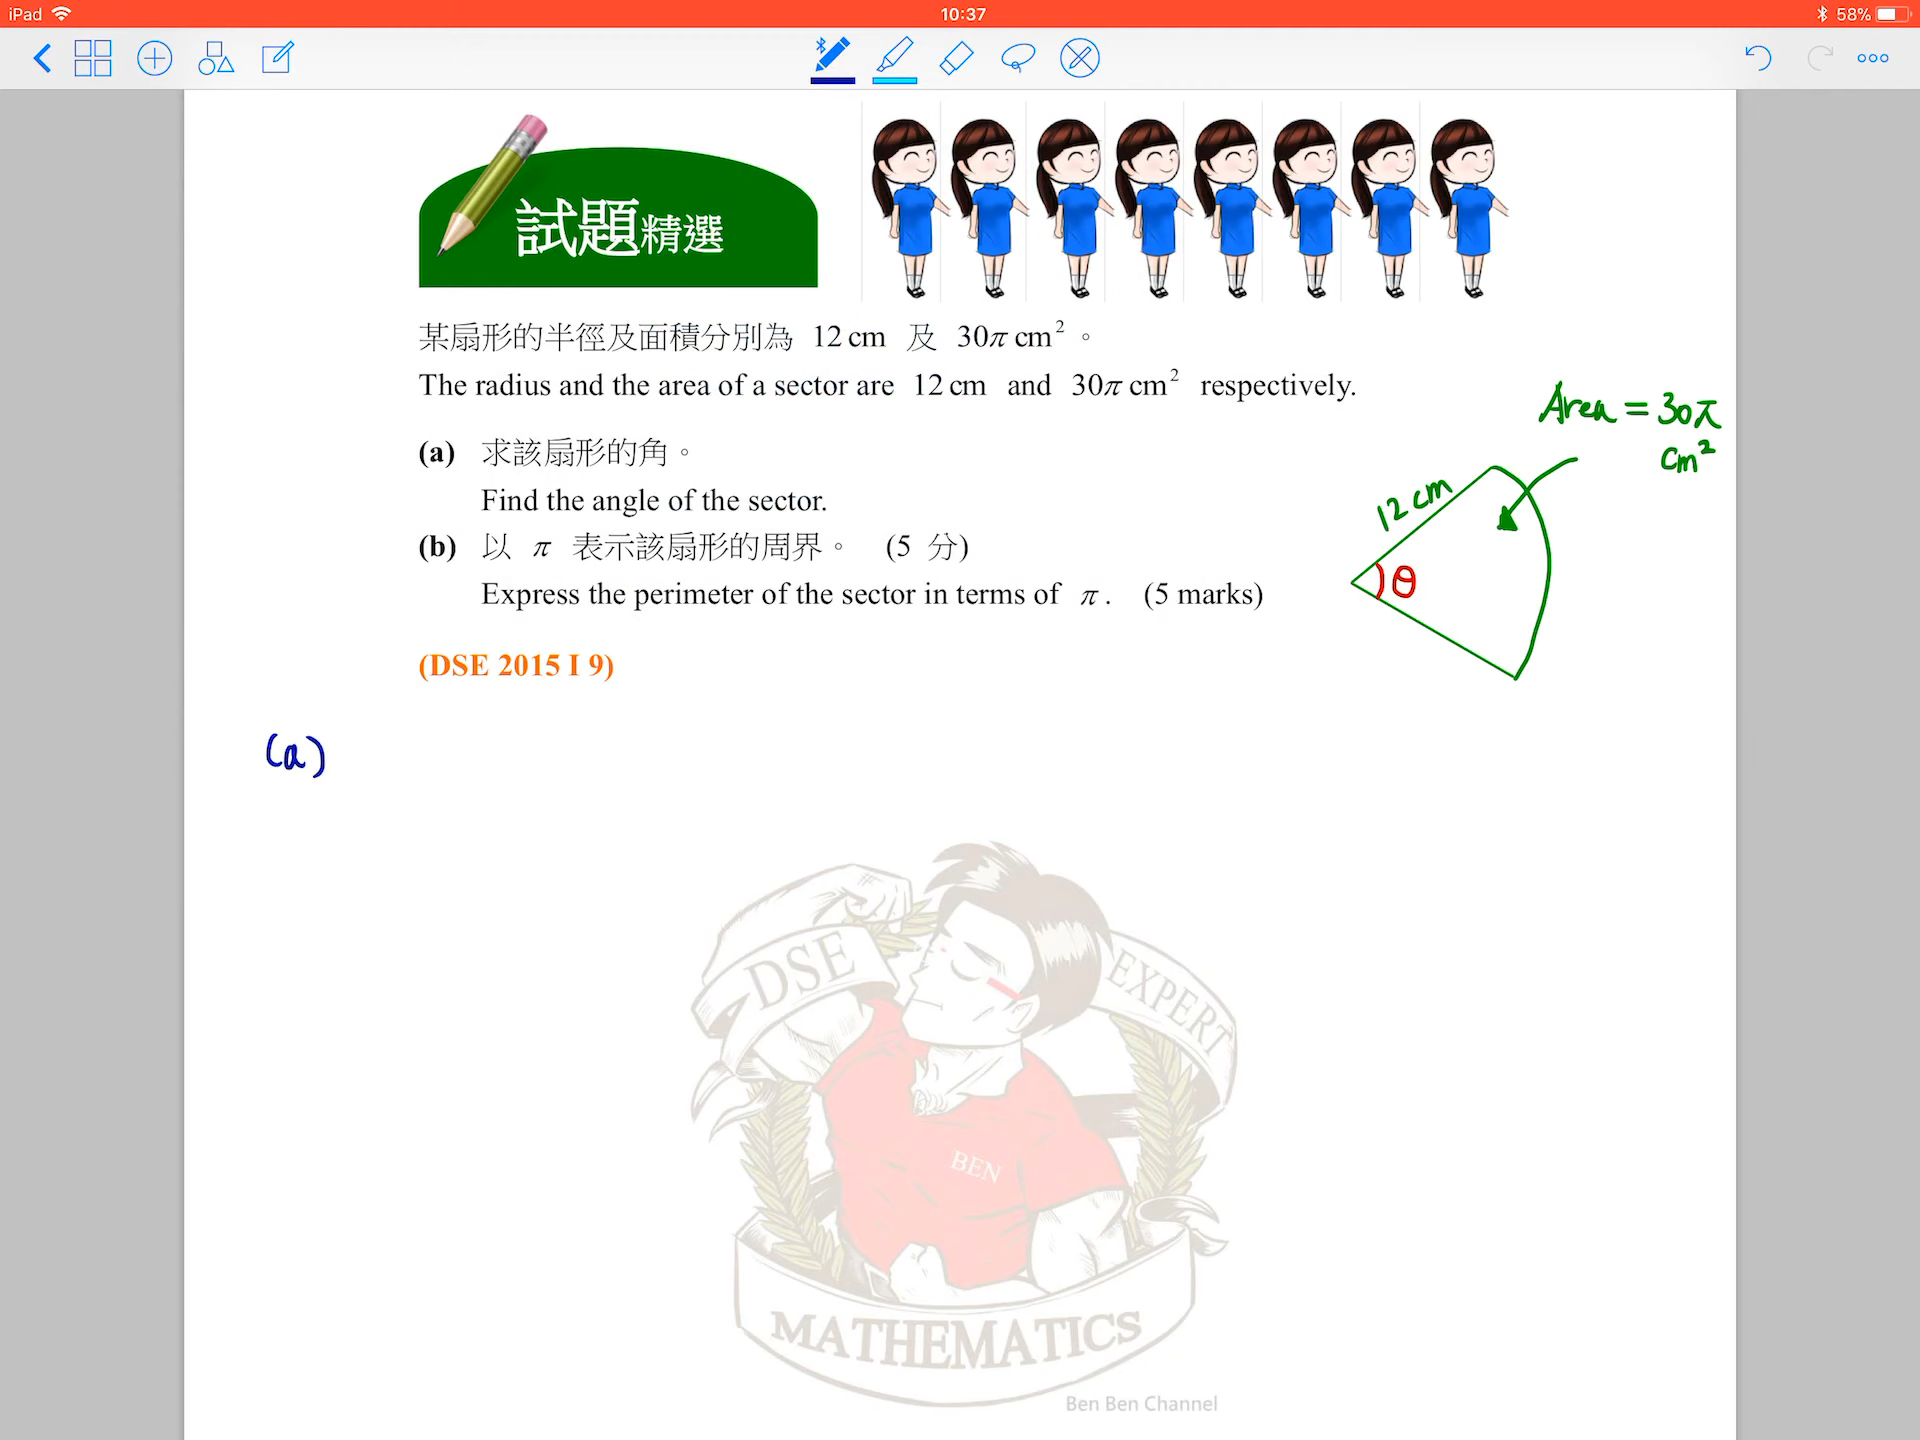 iPad
10:37
58%
試題精選
某扇形的半徑及面積分別為 12 cm 及 30π cm² 。
The radius and the area of a sector are 12 cm and 30π cm² respectively.
Area = 30π
cm²
(a) 求該扇形的角。
Find the angle of the sector.
12 cm
(b) 以 π 表示該扇形的周界。 (5 分)
Express the perimeter of the sector in terms of π . (5 marks)
θ
(DSE 2015 I 9)
(a)
DSE
EXPERT
BEN
MATHEMATICS
Ben Ben Channel